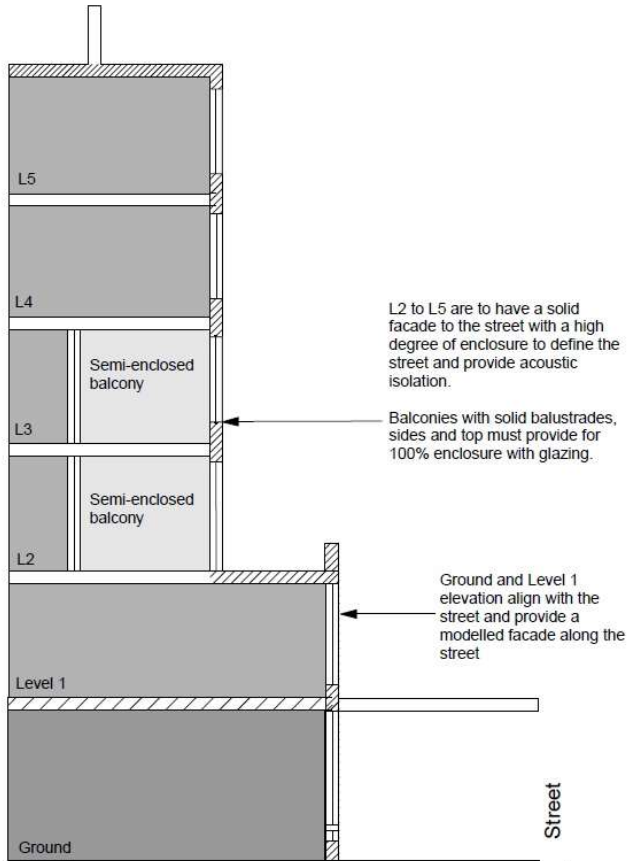 L5
L4
L2 to L5 are to have a solid
facade to the street with a high
degree of enclosure to define the
street and provide acoustic
isolation.
Semi-enclosed
balcony
L3
Balconies with solid balustrades,
sides and top must provide for
100% enclosure with glazing.
Semi-enclosed
balcony
L2
Ground and Level 1
elevation align with the
street and provide a
modelled facade along the
street
Level 1
Street
Ground